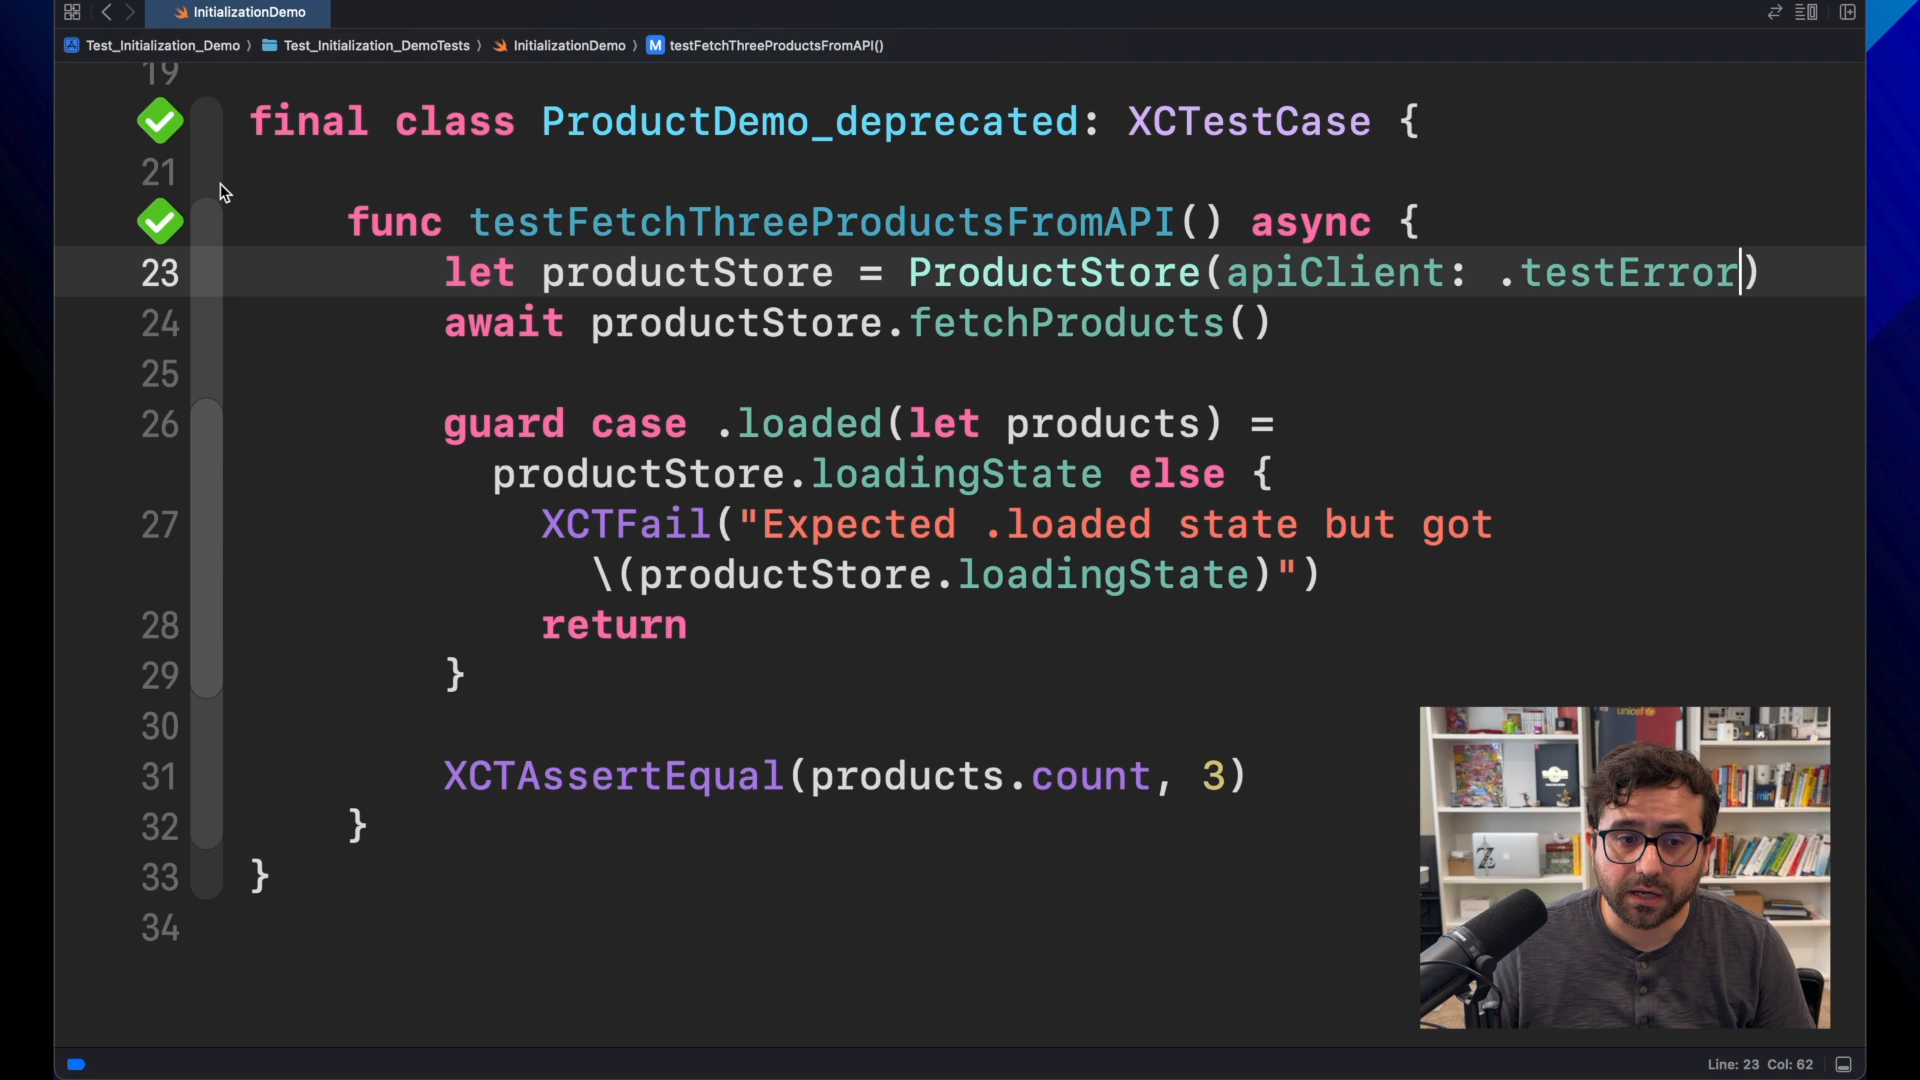 InitializationDemo
Test_Initialization_Demo 〉 Test_Initialization_DemoTests 〉 InitializationDemo 〉 M testFetchThreeProductsFromAPI()
19
final class ProductDemo_deprecated: XCTestCase {
21
func testFetchThreeProductsFromAPI() async {
23 let productStore = ProductStore(apiClient: .testError)
24 await productStore.fetchProducts()
25
26 guard case .loaded(let products) =
productStore.loadingState else {
27 XCTFail("Expected .loaded state but got
\(productStore.loadingState)")
28 return
29 }
30
31 XCTAssertEqual(products.count, 3)
32 }
33 }
34
unicef
Line: 23 Col: 62